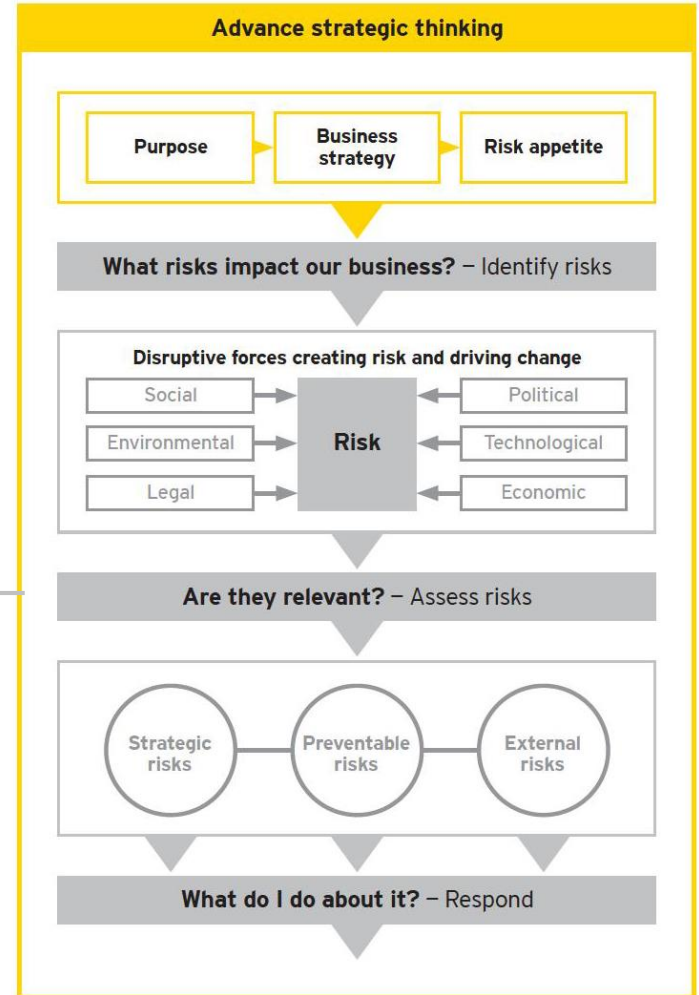 Advance strategic thinking
Purpose
Business
strategy
Risk appetite
What risks impact our business? – Identify risks
Disruptive forces creating risk and driving change
Social
Environmental
Legal
Risk
Political
Technological
Economic
Are they relevant? – Assess risks
Strategic
risks
Preventable
risks
External
risks
What do I do about it? – Respond